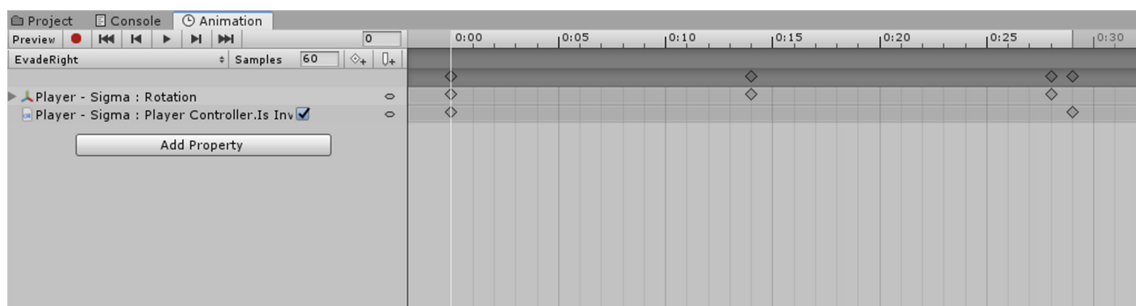 Project Console Animation
Preview 0 0:00 0:05 0:10 0:15 0:20 0:25 0:30
EvadeRight Samples 60
Player - Sigma : Rotation
Player - Sigma : Player Controller.Is Inv
Add Property